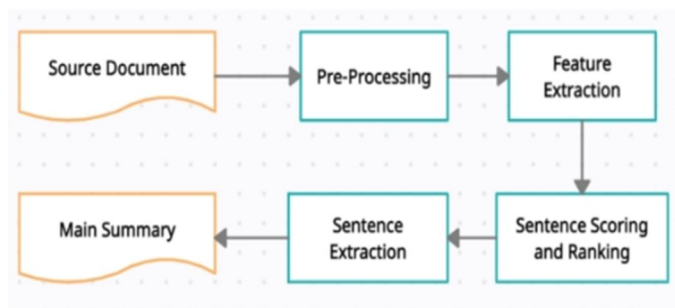 Source Document
Pre-Processing
Feature
Extraction
Sentence Scoring
and Ranking
Sentence
Extraction
Main Summary